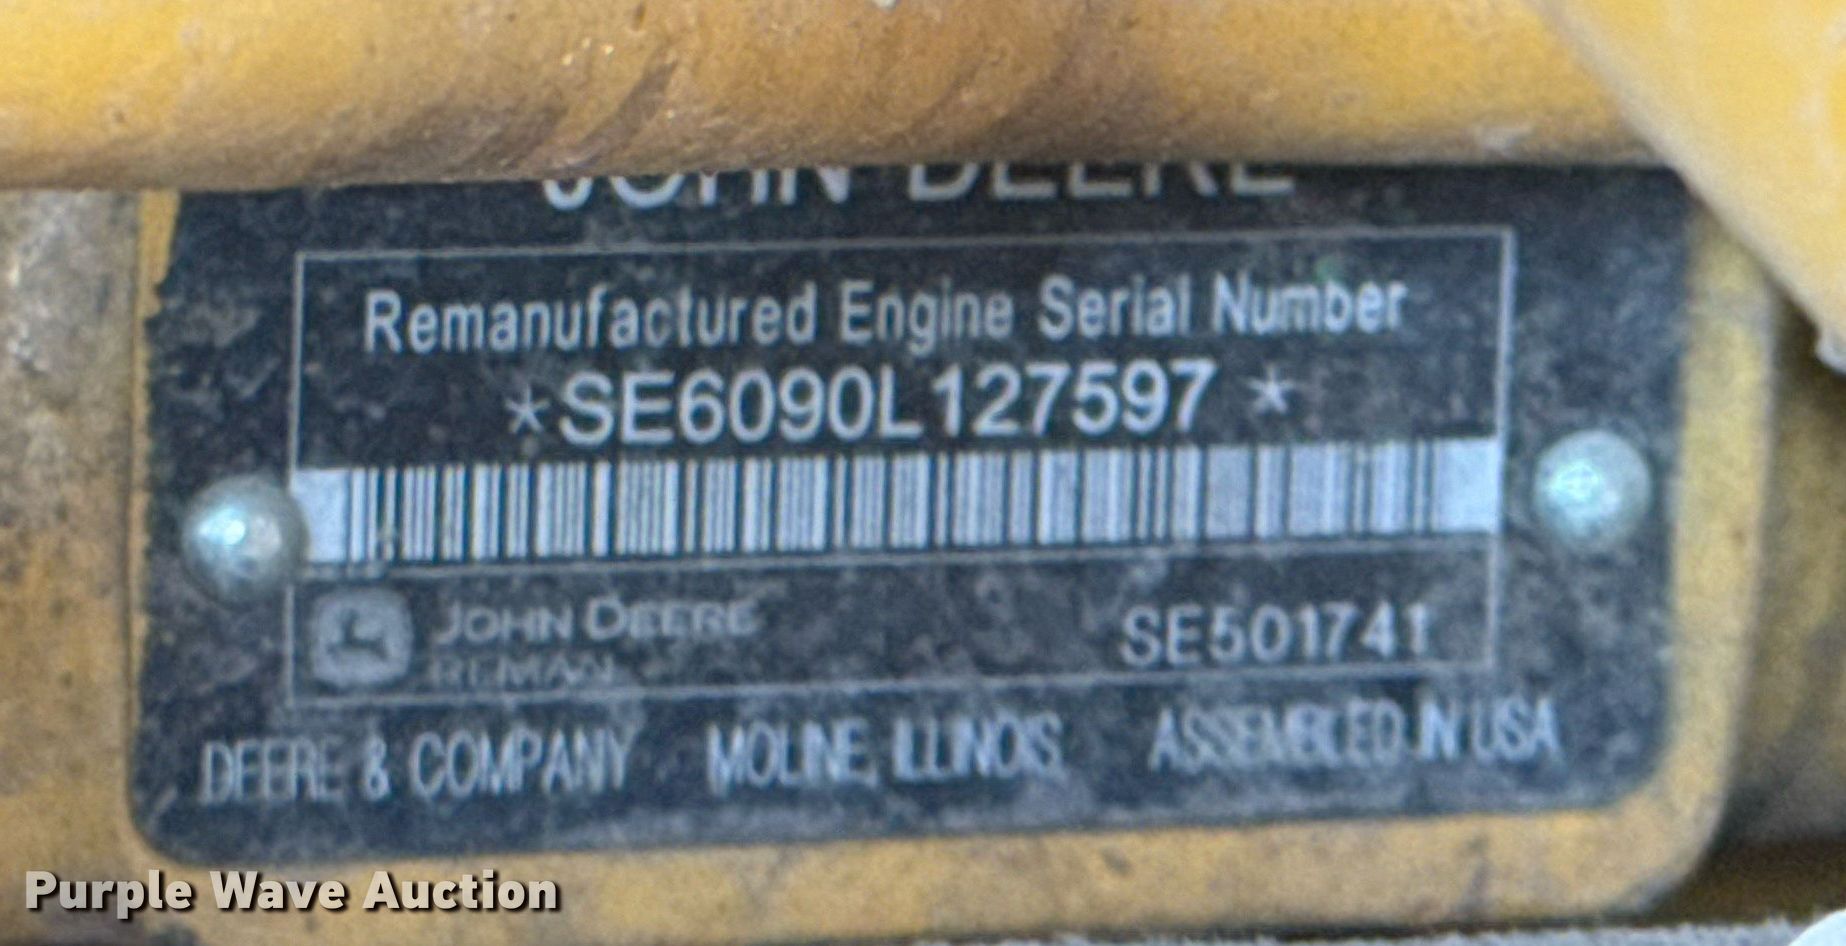 JOHN DEERE
Remanufactured Engine Serial Number
*SE6090L127597*
JOHN DEERE
REMAN
SE501741
DEERE & COMPANY MOLINE, ILLINOIS ASSEMBLED IN USA
Purple Wave Auction